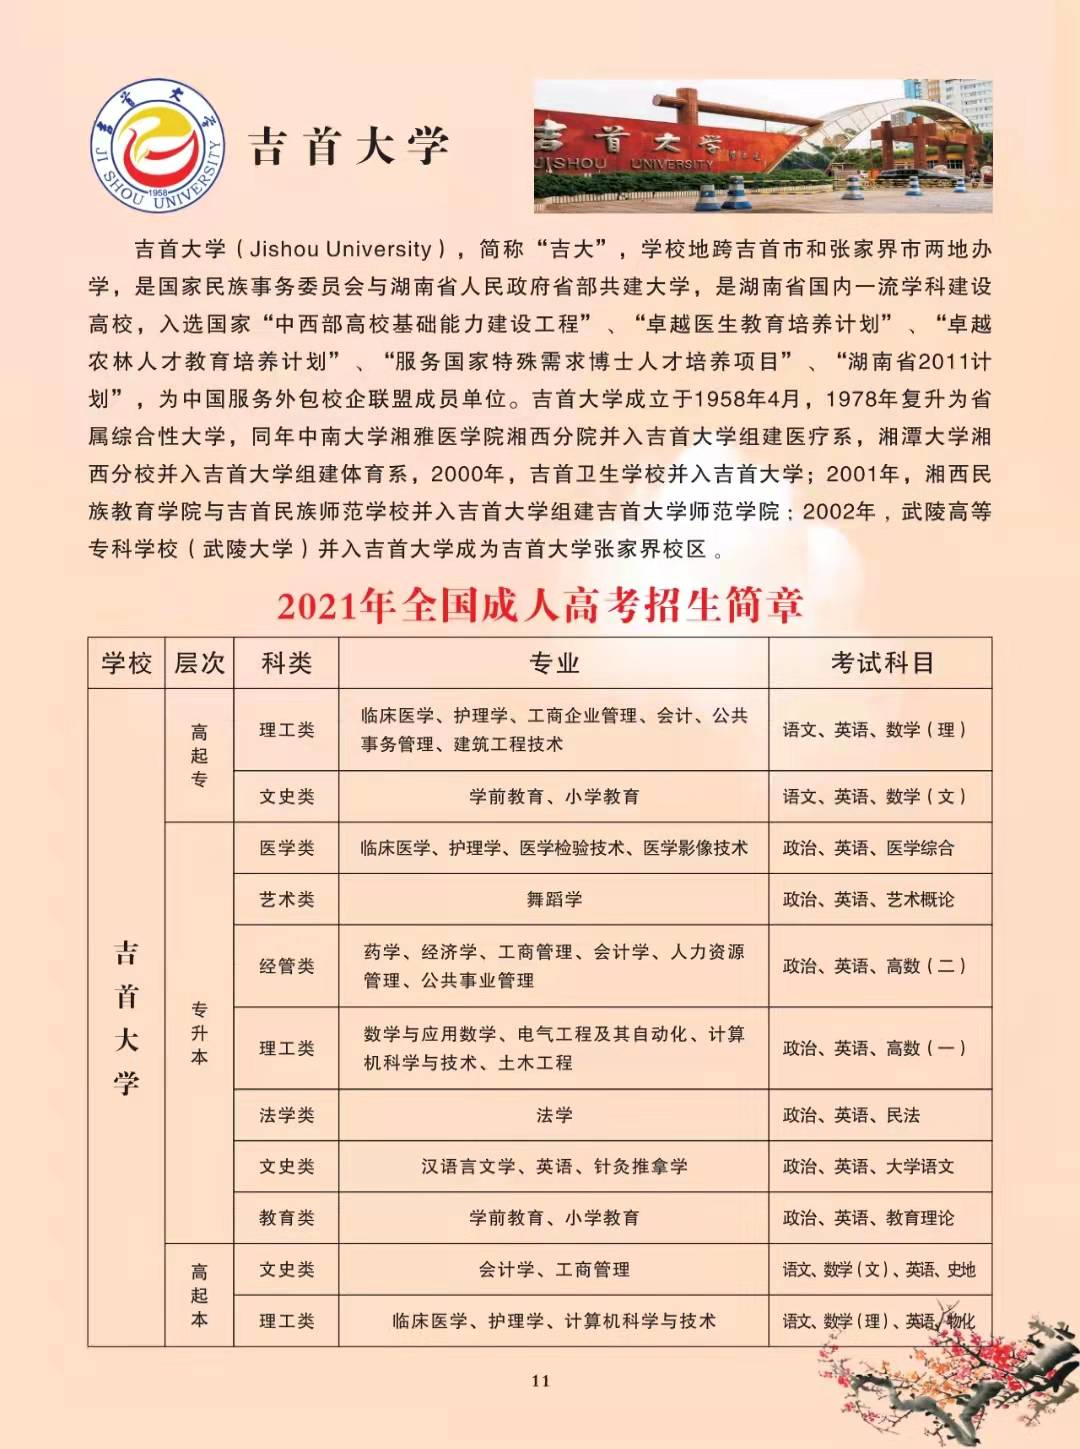 吉首大学
JI SHOU UNIVERSITY
1958
吉首大学
吉首大学
JISHOU UNIVERSITY
吉首大学（Jishou University），简称“吉大”，学校地跨吉首市和张家界市两地办
学，是国家民族事务委员会与湖南省人民政府省部共建大学，是湖南省国内一流学科建设
高校，入选国家“中西部高校基础能力建设工程”、“卓越医生教育培养计划”、“卓越
农林人才教育培养计划”、“服务国家特殊需求博士人才培养项目”、“湖南省2011计
划”，为中国服务外包校企联盟成员单位。吉首大学成立于1958年4月，1978年复升为省
属综合性大学，同年中南大学湘雅医学院湘西分院并入吉首大学组建医疗系，湘潭大学湘
西分校并入吉首大学组建体育系，2000年，吉首卫生学校并入吉首大学；2001年，湘西民
族教育学院与吉首民族师范学校并入吉首大学组建吉首大学师范学院；2002年，武陵高等
专科学校（武陵大学）并入吉首大学成为吉首大学张家界校区。
2021年全国成人高考招生简章
学校 层次 科类 专业 考试科目
吉首大学
高起专
理工类 临床医学、护理学、工商企业管理、会计、公共
事务管理、建筑工程技术 语文、英语、数学（理）
文史类 学前教育、小学教育 语文、英语、数学（文）
专升本
医学类 临床医学、护理学、医学检验技术、医学影像技术 政治、英语、医学综合
艺术类 舞蹈学 政治、英语、艺术概论
经管类 药学、经济学、工商管理、会计学、人力资源
管理、公共事业管理 政治、英语、高数（二）
理工类 数学与应用数学、电气工程及其自动化、计算
机科学与技术、土木工程 政治、英语、高数（一）
法学类 法学 政治、英语、民法
文史类 汉语言文学、英语、针灸推拿学 政治、英语、大学语文
教育类 学前教育、小学教育 政治、英语、教育理论
高起本
文史类 会计学、工商管理 语文、数学（文）、英语、史地
理工类 临床医学、护理学、计算机科学与技术 语文、数学（理）、英语、物化
11